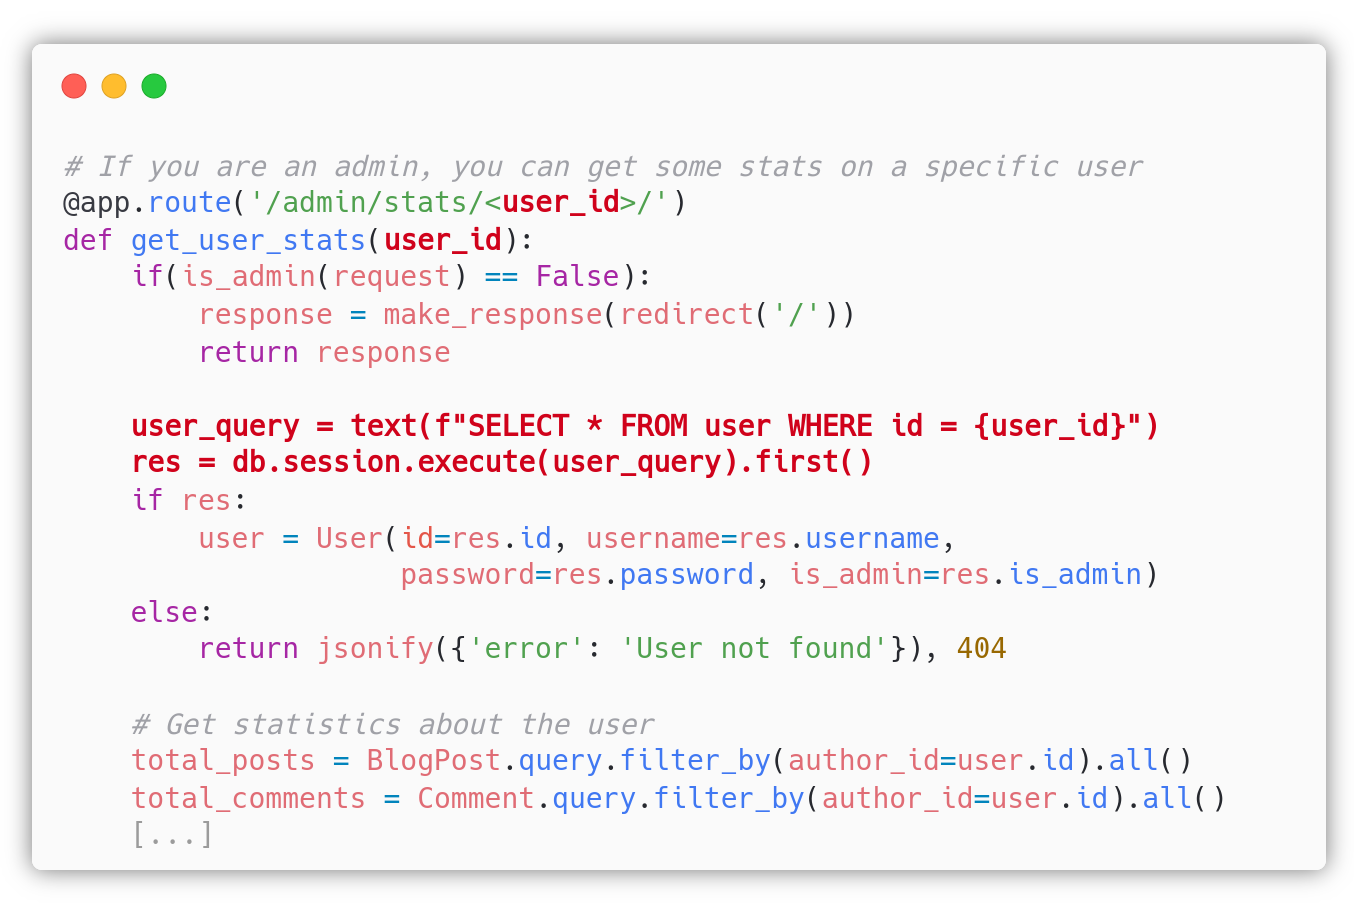 # If you are an admin, you can get some stats on a specific user
@app.route('/admin/stats/<user_id>/')
def get_user_stats(user_id):
    if(is_admin(request) == False):
        response = make_response(redirect('/'))
        return response

    user_query = text(f"SELECT * FROM user WHERE id = {user_id}")
    res = db.session.execute(user_query).first()
    if res:
        user = User(id=res.id, username=res.username,
                    password=res.password, is_admin=res.is_admin)
    else:
        return jsonify({'error': 'User not found'}), 404

    # Get statistics about the user
    total_posts = BlogPost.query.filter_by(author_id=user.id).all()
    total_comments = Comment.query.filter_by(author_id=user.id).all()
    [...]